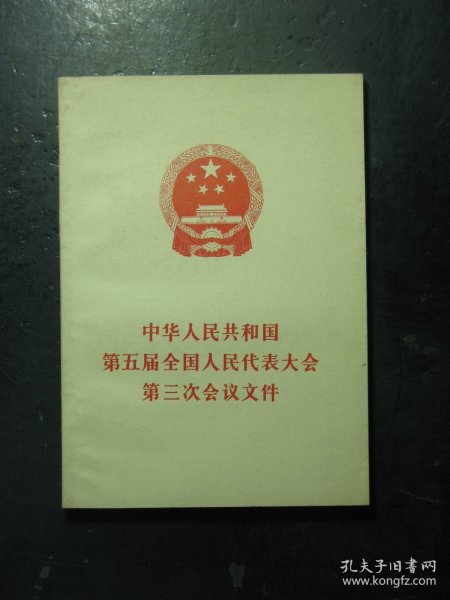 中华人民共和国
第五届全国人民代表大会
第三次会议文件
孔夫子旧书网
www.kongfz.com